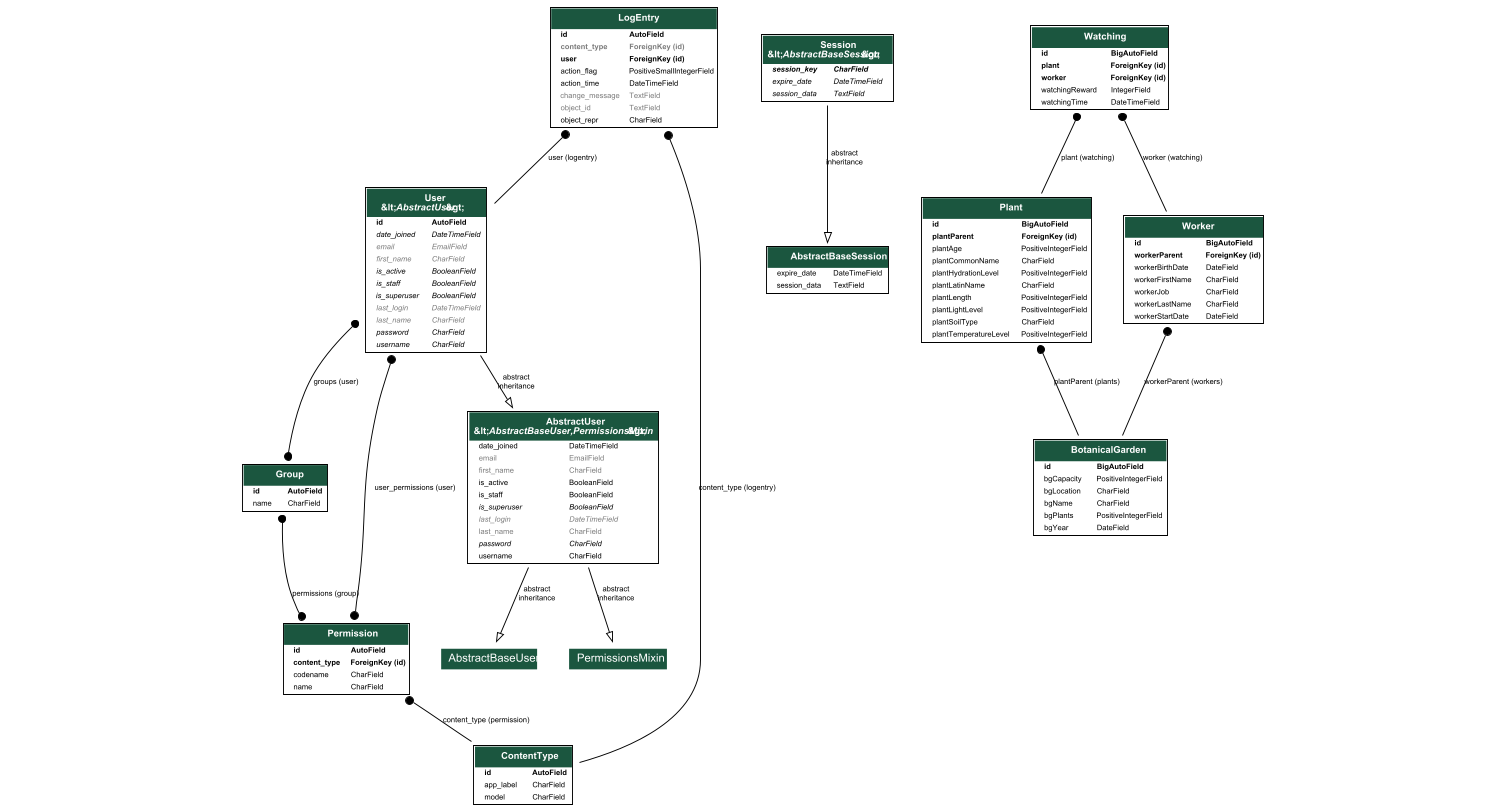 LogEntry
id AutoField
content_type ForeignKey (id)
user ForeignKey (id)
action_flag PositiveSmallIntegerField
action_time DateTimeField
change_message TextField
object_id TextField
object_repr CharField
user (logentry)
Session
&lt;AbstractBaseSession&gt;
session_key CharField
expire_date DateTimeField
session_data TextField
abstract
inheritance
AbstractBaseSession
expire_date DateTimeField
session_data TextField
Watching
id BigAutoField
plant ForeignKey (id)
worker ForeignKey (id)
watchingReward IntegerField
watchingTime DateTimeField
plant (watching)
worker (watching)
Plant
id BigAutoField
plantParent ForeignKey (id)
plantAge PositiveIntegerField
plantCommonName CharField
plantHydrationLevel PositiveIntegerField
plantLatinName CharField
plantLength PositiveIntegerField
plantLightLevel PositiveIntegerField
plantSoilType CharField
plantTemperatureLevel PositiveIntegerField
Worker
id BigAutoField
workerParent ForeignKey (id)
workerBirthDate DateField
workerFirstName CharField
workerJob CharField
workerLastName CharField
workerStartDate DateField
plantParent (plants)
workerParent (workers)
BotanicalGarden
id BigAutoField
bgCapacity PositiveIntegerField
bgLocation CharField
bgName CharField
bgPlants PositiveIntegerField
bgYear DateField
User
&lt;AbstractUser&gt;
id AutoField
date_joined DateTimeField
email EmailField
first_name CharField
is_active BooleanField
is_staff BooleanField
is_superuser BooleanField
last_login DateTimeField
last_name CharField
password CharField
username CharField
groups (user)
abstract
inheritance
AbstractUser
&lt;AbstractBaseUser,PermissionsMixin&gt;
date_joined DateTimeField
email EmailField
first_name CharField
is_active BooleanField
is_staff BooleanField
is_superuser BooleanField
last_login DateTimeField
last_name CharField
password CharField
username CharField
Group
id AutoField
name CharField
user_permissions (user)
content_type (logentry)
permissions (group)
abstract
inheritance
abstract
inheritance
Permission
id AutoField
content_type ForeignKey (id)
codename CharField
name CharField
AbstractBaseUser
PermissionsMixin
content_type (permission)
ContentType
id AutoField
app_label CharField
model CharField